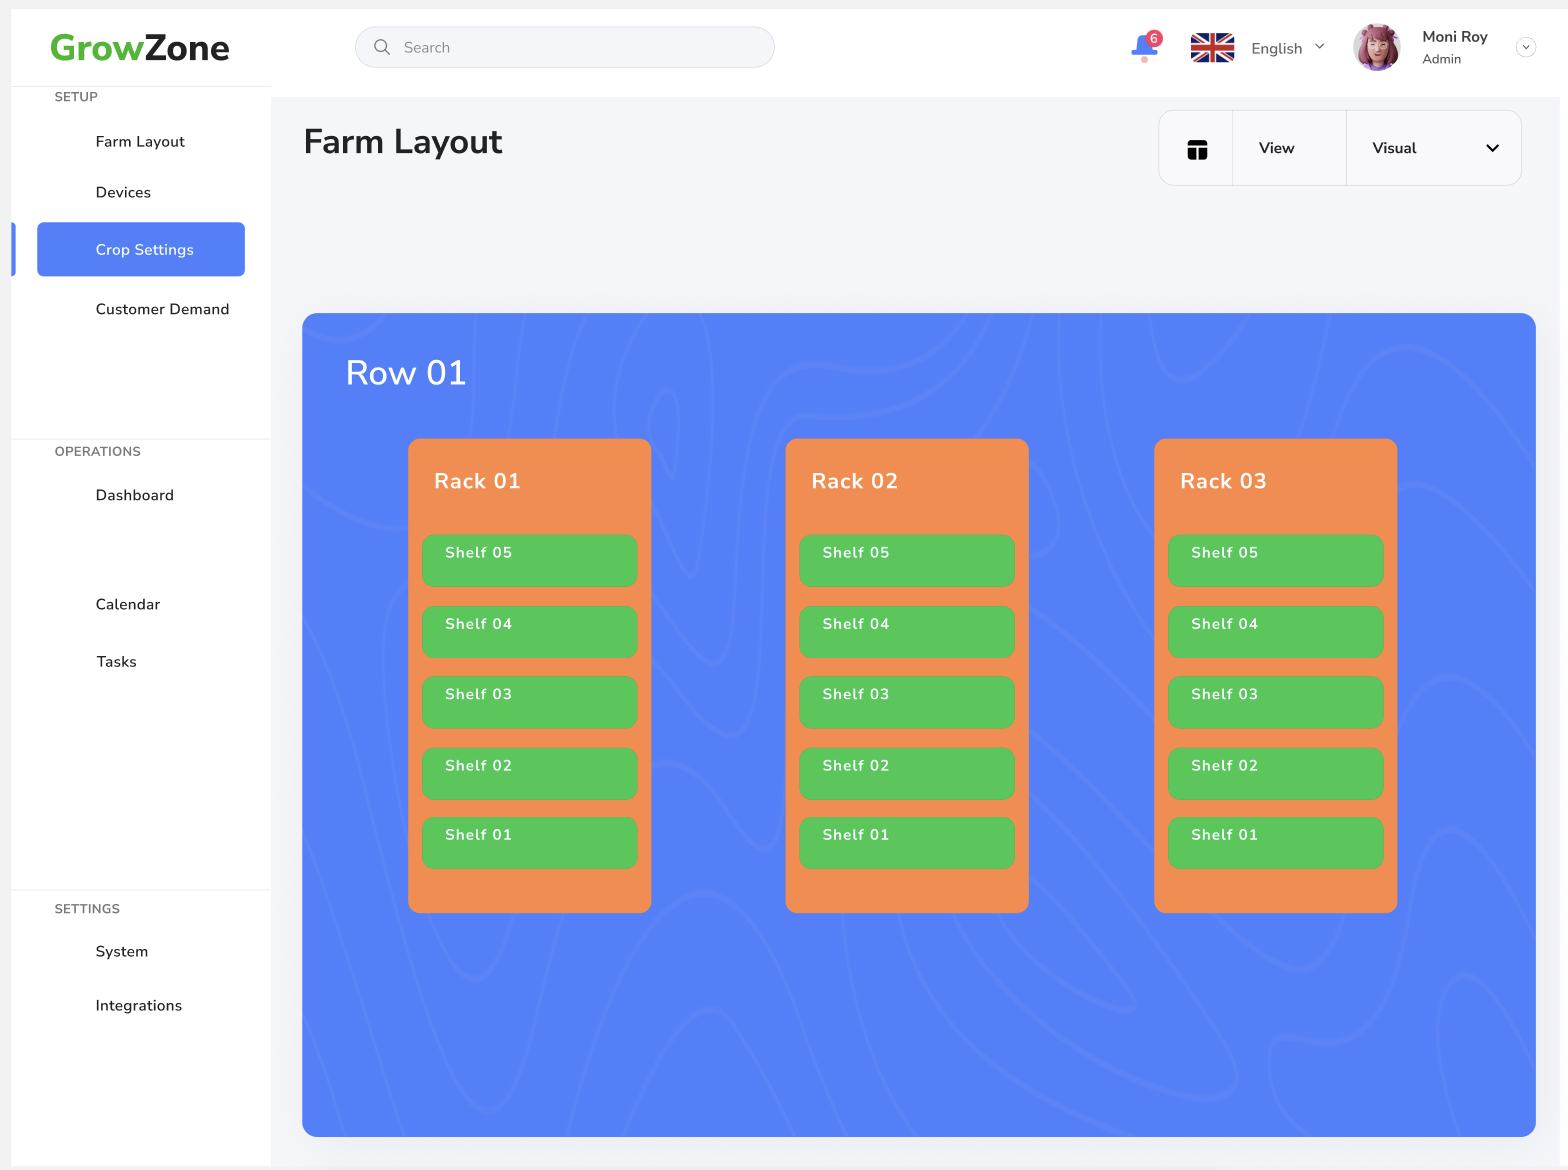 GrowZone
Search
6
English
Moni Roy
Admin
SETUP
Farm Layout
Devices
Crop Settings
Customer Demand
OPERATIONS
Dashboard
Calendar
Tasks
SETTINGS
System
Integrations
Farm Layout
View
Visual
Row 01
Rack 01
Shelf 05
Shelf 04
Shelf 03
Shelf 02
Shelf 01
Rack 02
Shelf 05
Shelf 04
Shelf 03
Shelf 02
Shelf 01
Rack 03
Shelf 05
Shelf 04
Shelf 03
Shelf 02
Shelf 01